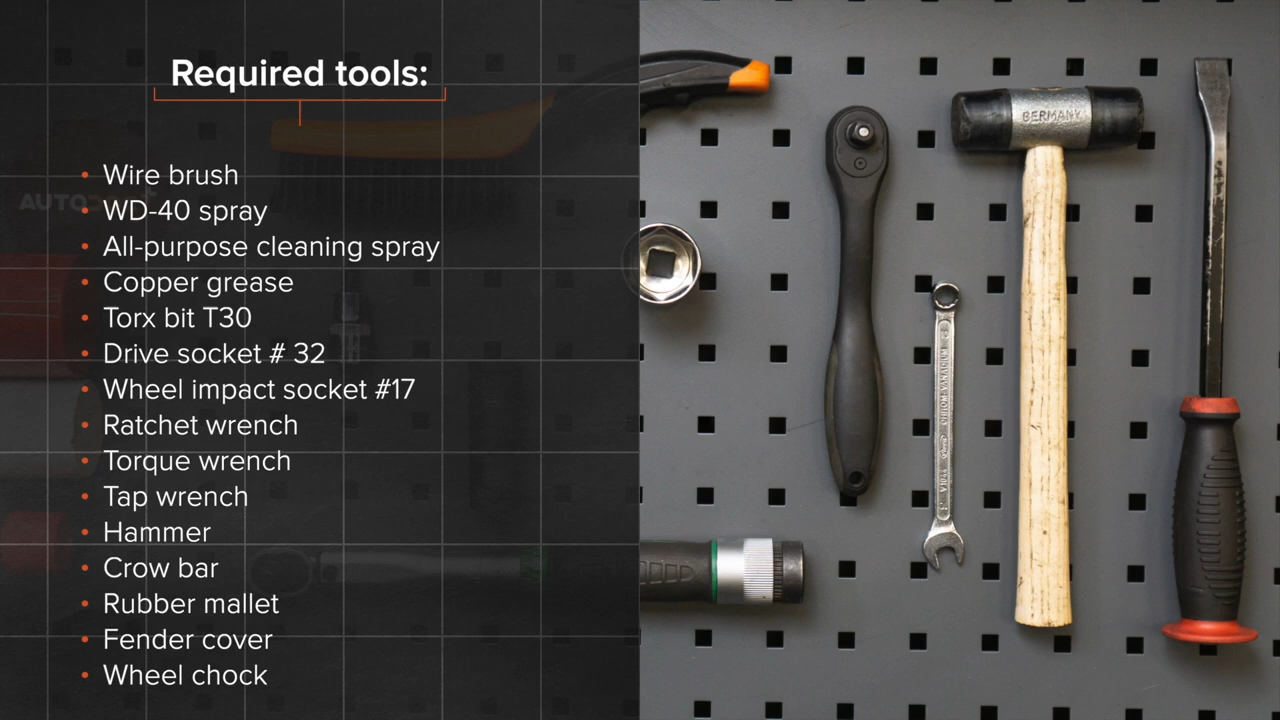 Required tools:
AUTO
• Wire brush
• WD-40 spray
• All-purpose cleaning spray
• Copper grease
• Torx bit T30
• Drive socket # 32
• Wheel impact socket #17
• Ratchet wrench
• Torque wrench
• Tap wrench
• Hammer
• Crow bar
• Rubber mallet
• Fender cover
• Wheel chock
GERMANY